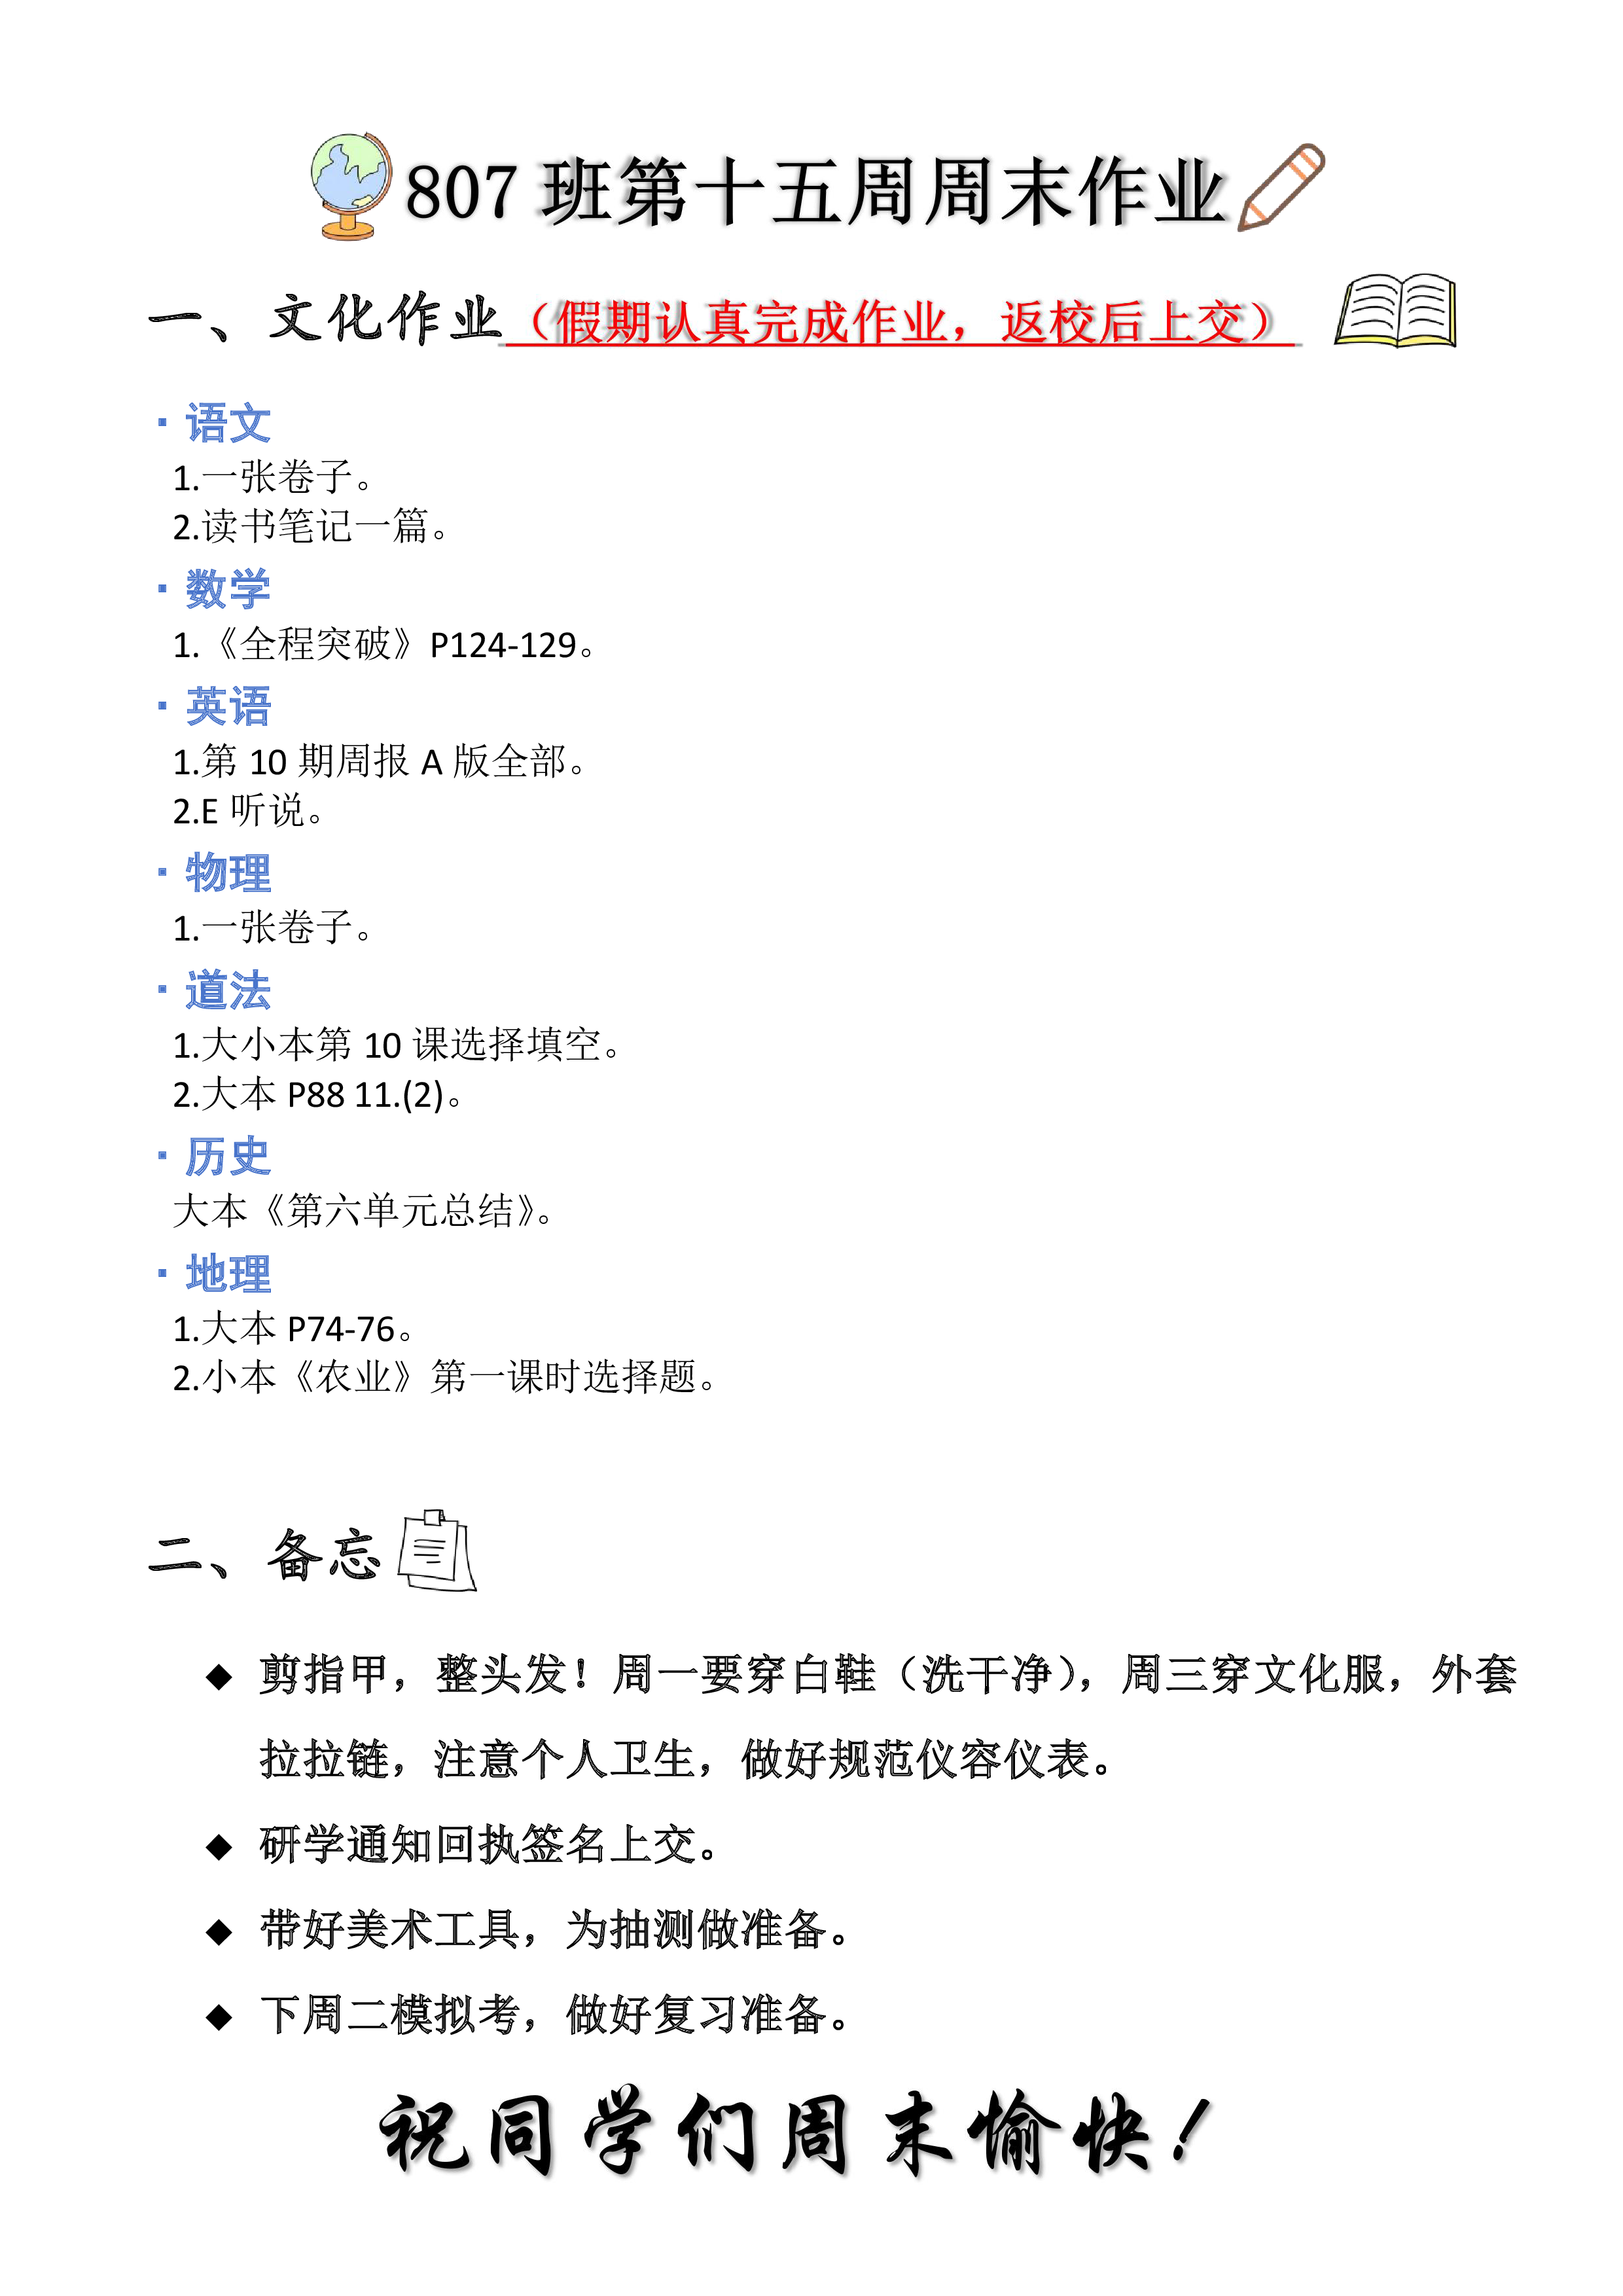 807 班第十五周周末作业
一、文化作业（假期认真完成作业，返校后上交）
· 语文
1.一张卷子。
2.读书笔记一篇。
· 数学
1.《全程突破》P124-129。
· 英语
1.第 10 期周报 A 版全部。
2.E 听说。
· 物理
1.一张卷子。
· 道法
1.大小本第 10 课选择填空。
2.大本 P88 11.(2)。
· 历史
大本《第六单元总结》。
· 地理
1.大本 P74-76。
2.小本《农业》第一课时选择题。
二、备忘
◆ 剪指甲，整头发！周一要穿白鞋（洗干净），周三穿文化服，外套
拉拉链，注意个人卫生，做好规范仪容仪表。
◆ 研学通知回执签名上交。
◆ 带好美术工具，为抽测做准备。
◆ 下周二模拟考，做好复习准备。
祝同学们周末愉快！